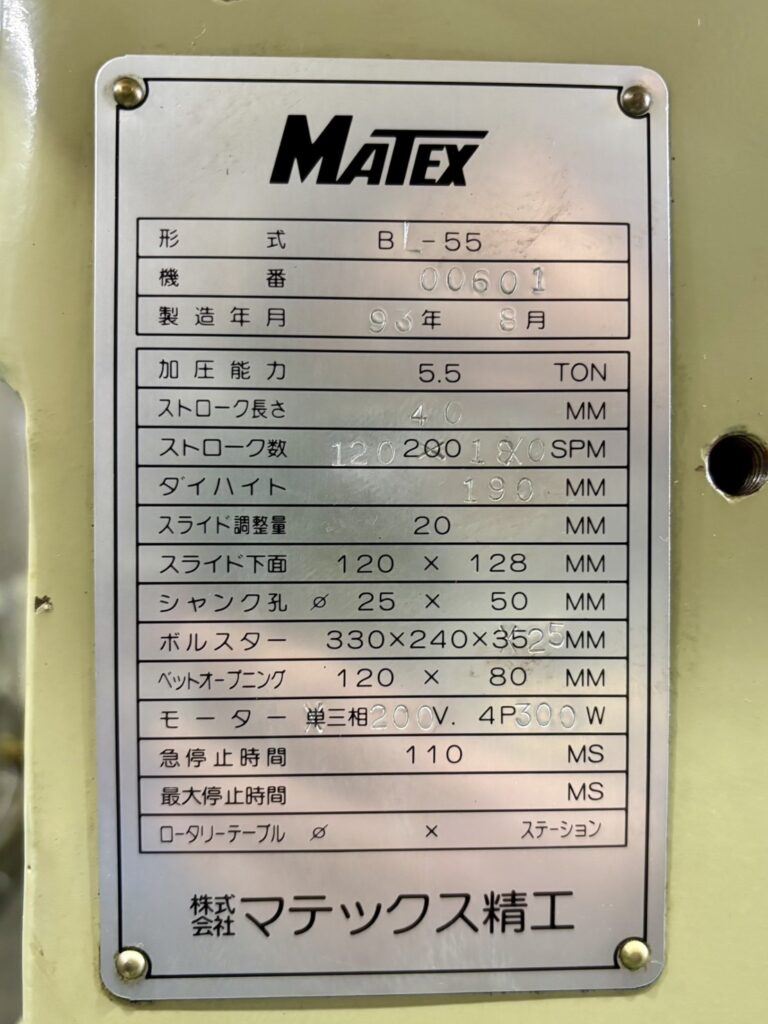 MATEX
形式 BL-55
機番 00601
製造年月 93年 8月
加圧能力 5.5 TON
ストローク長さ 40 MM
ストローク数 120 × 200 180 SPM
ダイハイト 190 MM
スライド調整量 20 MM
スライド下面 120 × 128 MM
シャンク孔 ⌀ 25 × 50 MM
ボルスター 330×240×35 25 MM
ベットオープニング 120 × 80 MM
モーター 単三相200V. 4P300W
急停止時間 110 MS
最大停止時間 MS
ロータリーテーブル ⌀ × ステーション
株式会社マテックス精工